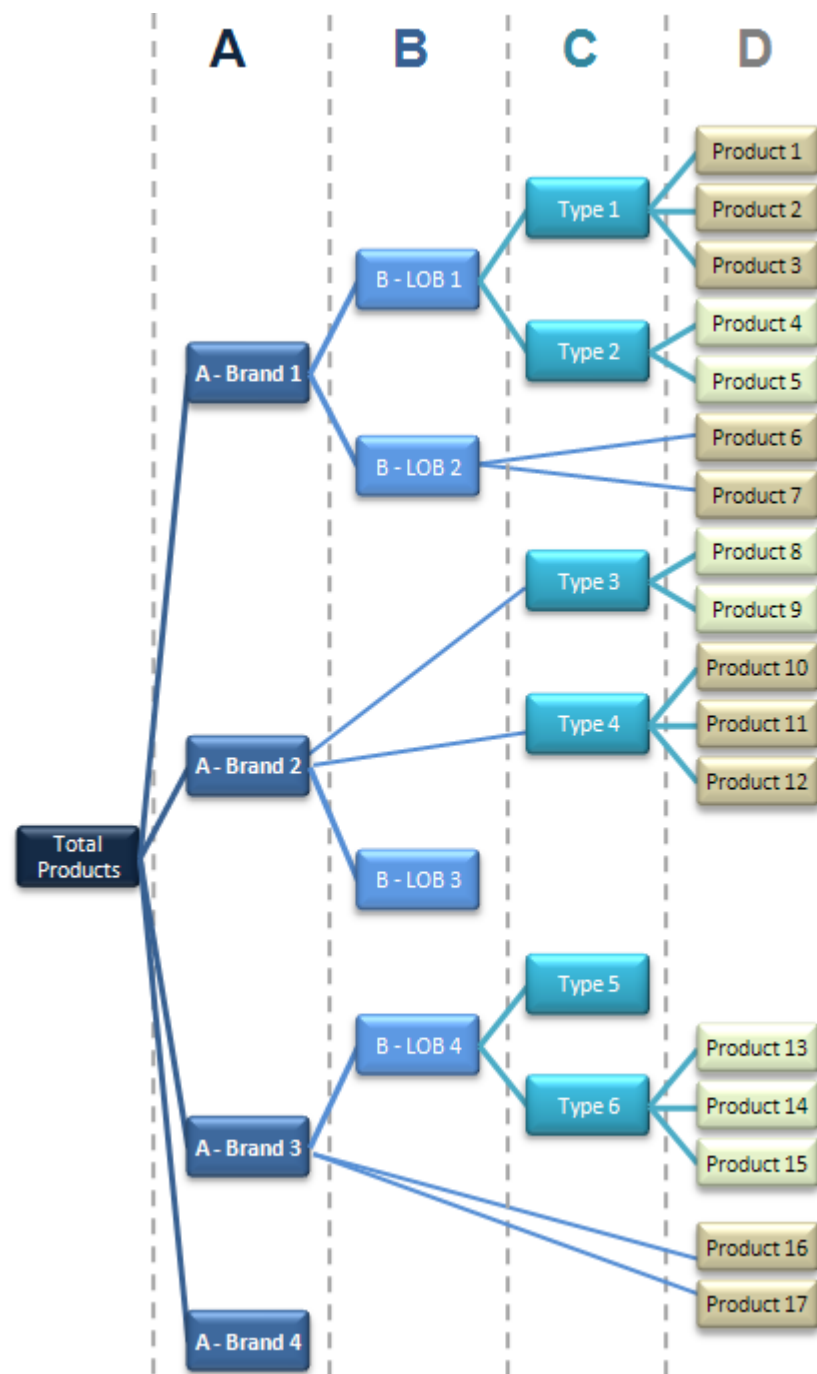 A
B
C
D
Product 1
Product 2
Product 3
Product 4
Product 5
Product 6
Product 7
Product 8
Product 9
Product 10
Product 11
Product 12
Product 13
Product 14
Product 15
Product 16
Product 17
Type 1
Type 2
Type 3
Type 4
Type 5
Type 6
B - LOB 1
B - LOB 2
B - LOB 3
B - LOB 4
A - Brand 1
A - Brand 2
A - Brand 3
A - Brand 4
Total
Products